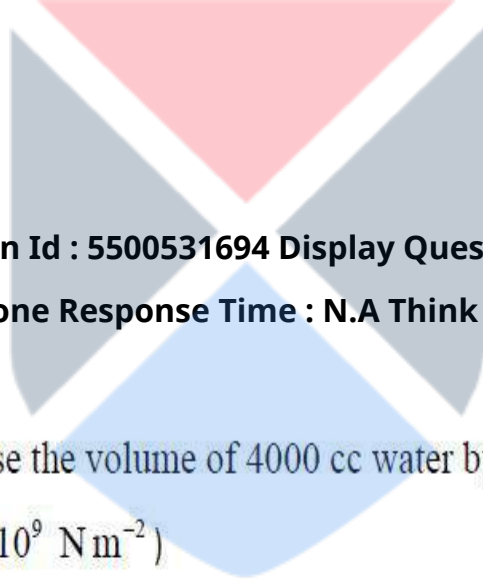 n Id : 5500531694 Display Ques
one Response Time : N.A Think
se the volume of 4000 cc water b
10⁹ N m⁻² )